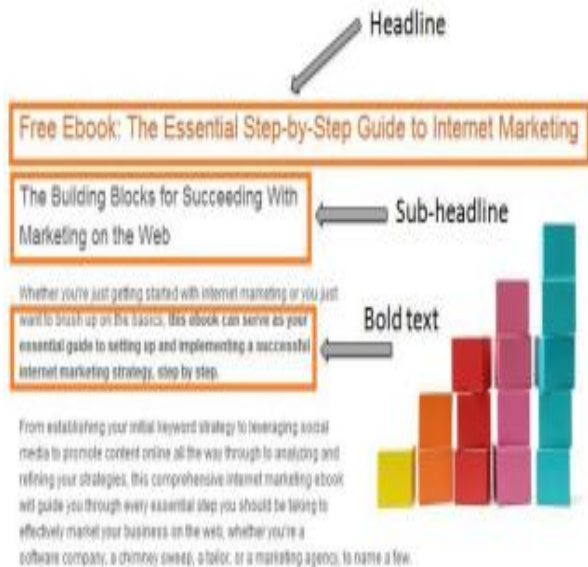 Headline
Free Ebook: The Essential Step-by-Step Guide to Internet Marketing
The Building Blocks for Succeeding With
Marketing on the Web
Sub-headline
Whether you're just getting started with internet marketing or you just
want to brush up on the basics, this ebook can serve as your
essential guide to setting up and implementing a successful
internet marketing strategy, step by step.
Bold text
From establishing your initial keyword strategy to leveraging social
media to promote content online all the way through to analyzing and
refining your strategies, this comprehensive internet marketing ebook
will guide you through every essential step you should be taking to
effectively market your business on the web, whether you're a
software company, a chimney sweep, a tailor, or a marketing agency, to name a few.